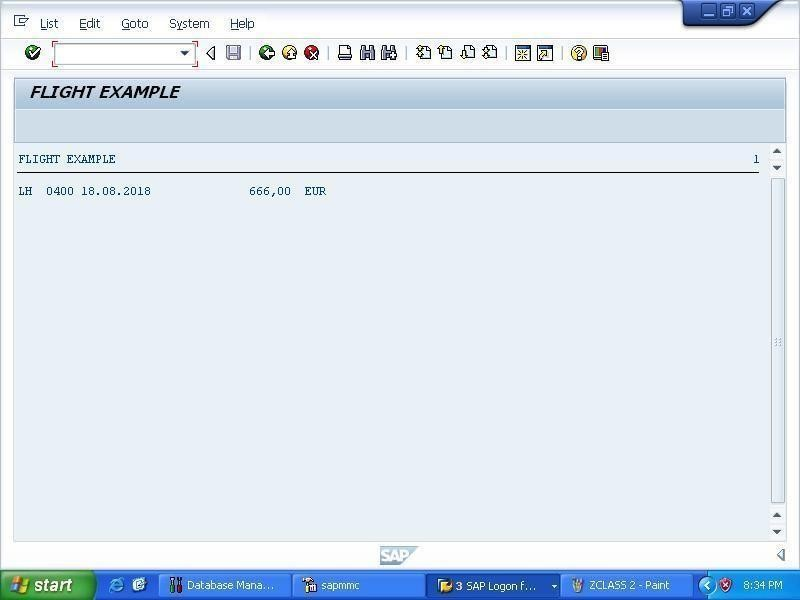 List Edit Goto System Help
FLIGHT EXAMPLE
FLIGHT EXAMPLE 1
LH 0400 18.08.2018 666,00 EUR
SAP
start Database Mana... sapmmc 3 SAP Logon f... ZCLASS 2 - Paint 8:34 PM